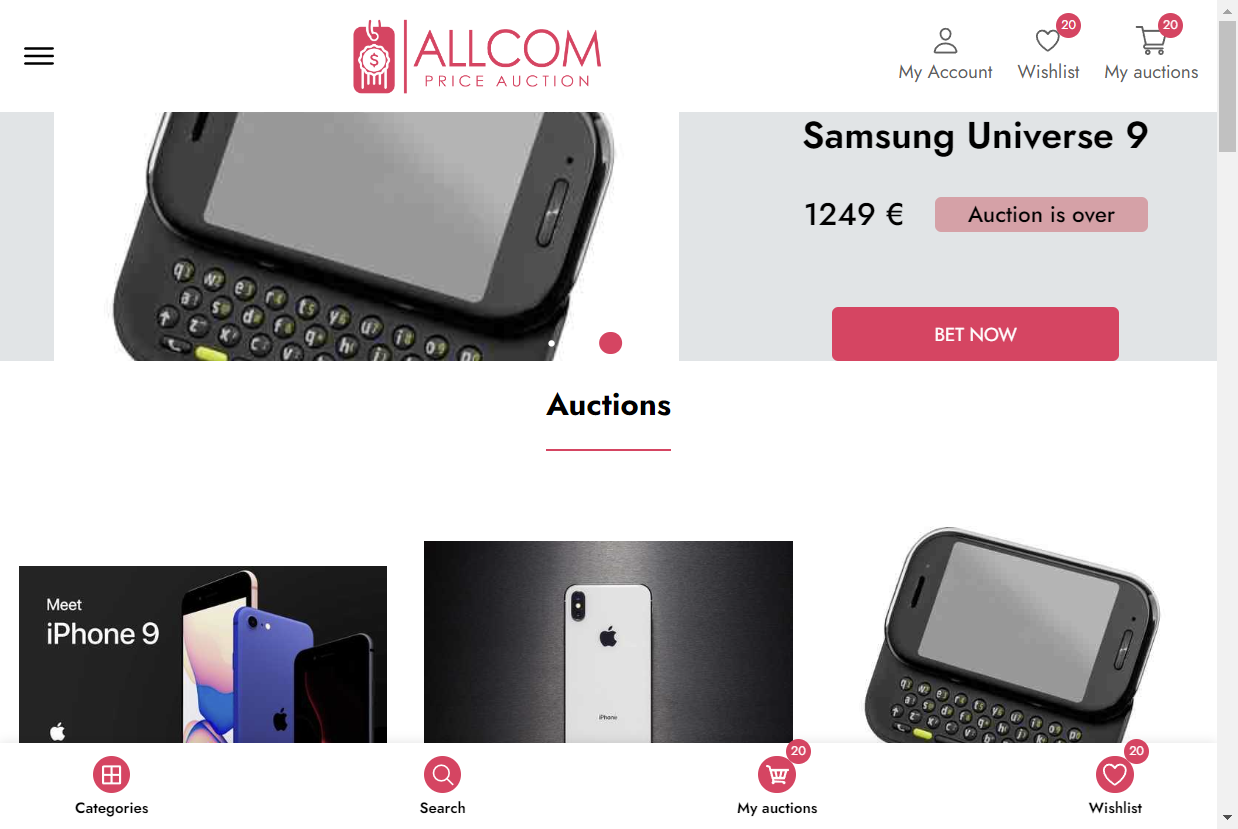 ALLCOM
PRICE AUCTION
My Account
20
Wishlist
20
My auctions
Samsung Universe 9
1249 €
Auction is over
BET NOW
Auctions
Meet
iPhone 9
iPhone
Categories
Search
20
My auctions
20
Wishlist